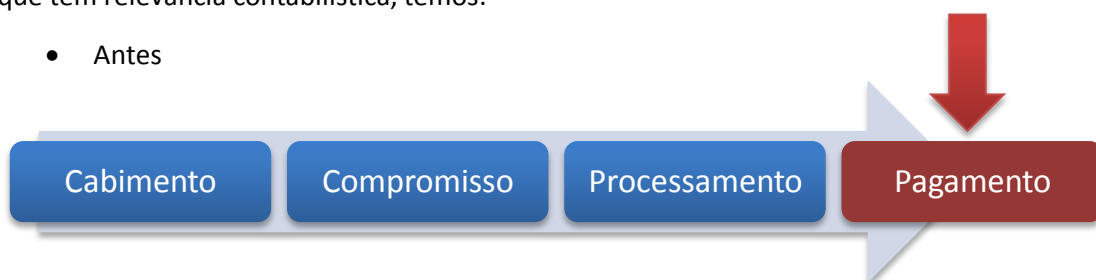 que tem relevância contabilística, temos:
• Antes
Cabimento Compromisso Processamento Pagamento